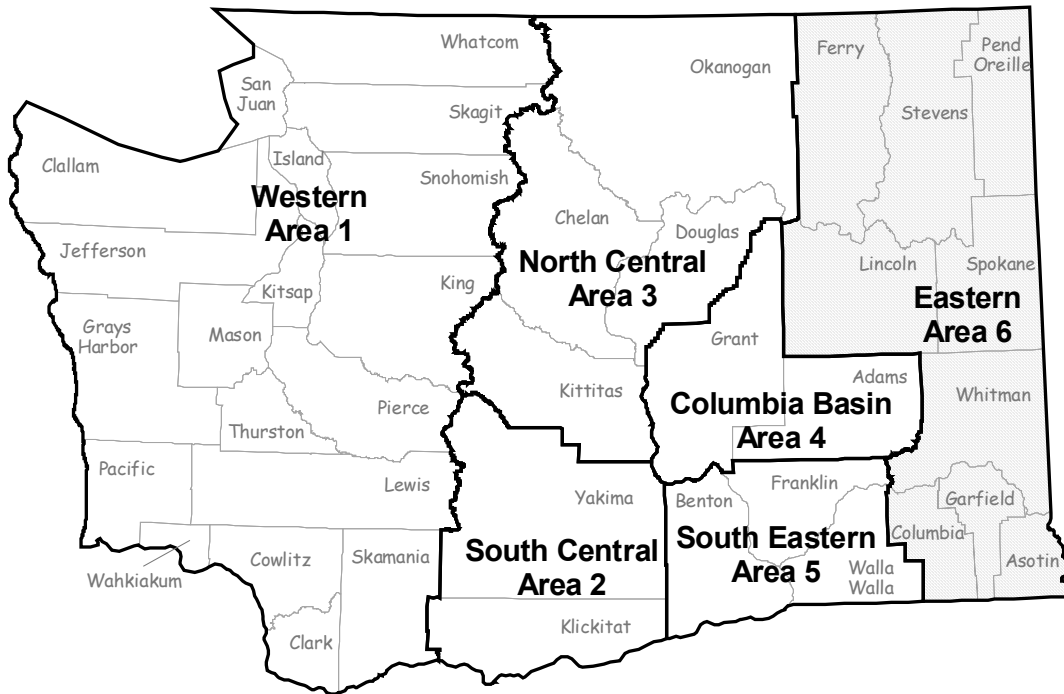 Whatcom
Ferry
Pend
Oreille
Okanogan
San
Juan
Skagit
Stevens
Island
Clallam
Snohomish
Western
Area 1
Chelan
Douglas
Jefferson
North Central
Area 3
Lincoln
Spokane
Kitsap
King
Eastern
Area 6
Grays
Harbor
Mason
Grant
Adams
Kittitas
Whitman
Columbia Basin
Area 4
Pierce
Thurston
Pacific
Lewis
Franklin
Yakima
Benton
Garfield
Columbia
South Central
Area 2
South Eastern
Area 5
Cowlitz
Skamania
Asotin
Walla
Walla
Wahkiakum
Klickitat
Clark